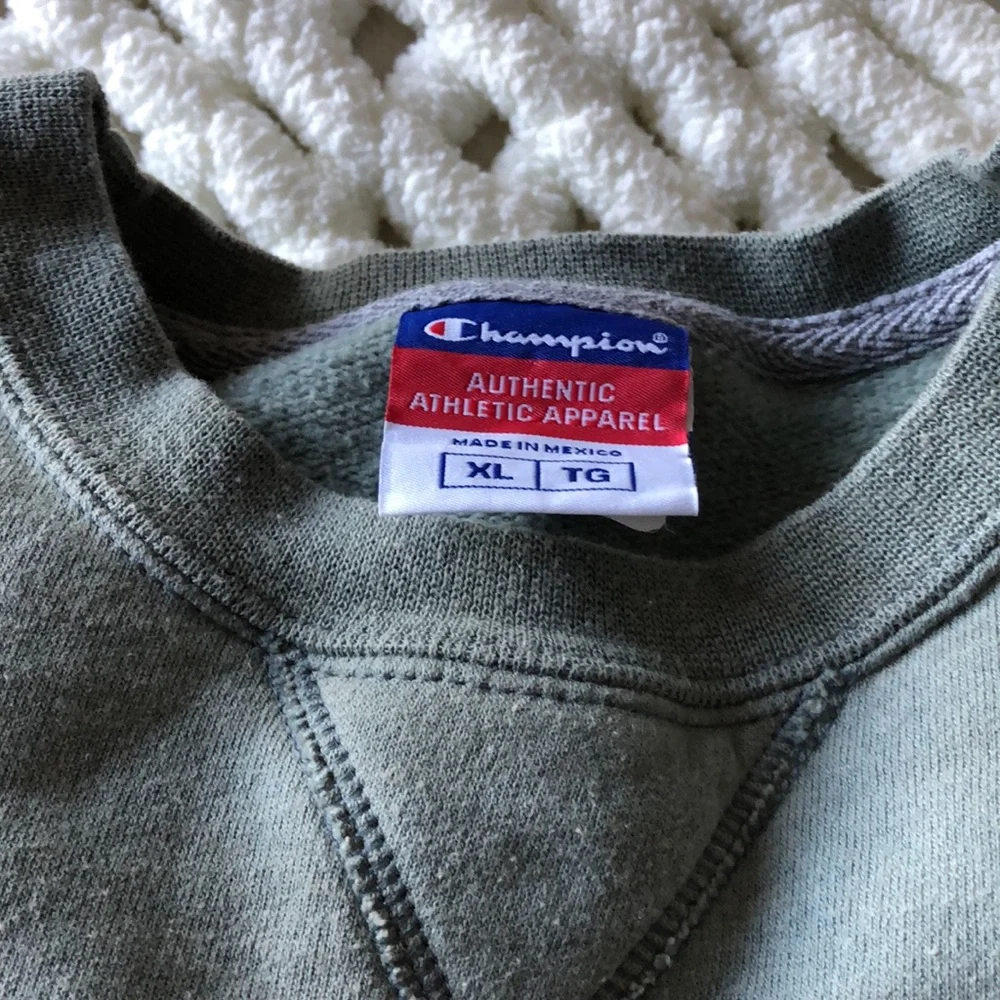 Champion®
AUTHENTIC
ATHLETIC APPAREL
MADE IN MEXICO
XL TG